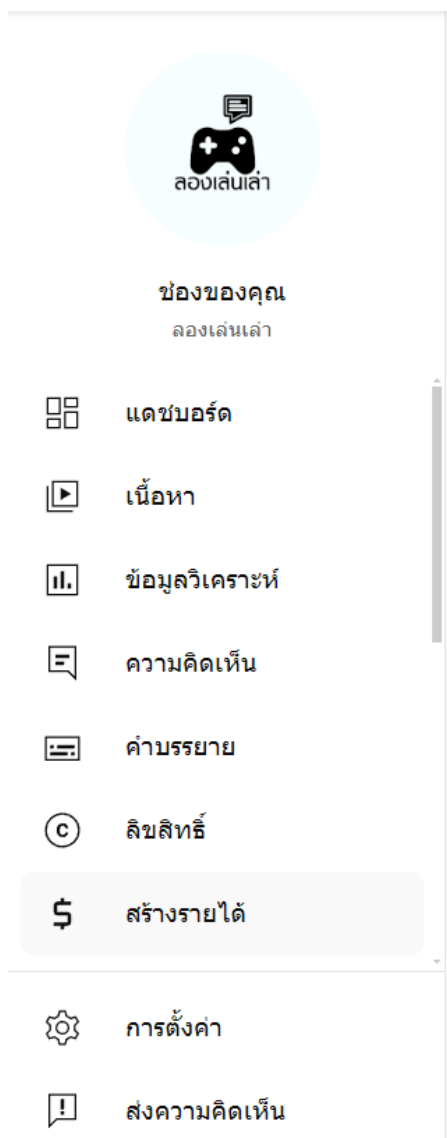 ลองเล่นเล่า
ช่องของคุณ
ลองเล่นเล่า
แดชบอร์ด
เนื้อหา
ข้อมูลวิเคราะห์
ความคิดเห็น
คำบรรยาย
ลิขสิทธิ์
สร้างรายได้
การตั้งค่า
ส่งความคิดเห็น